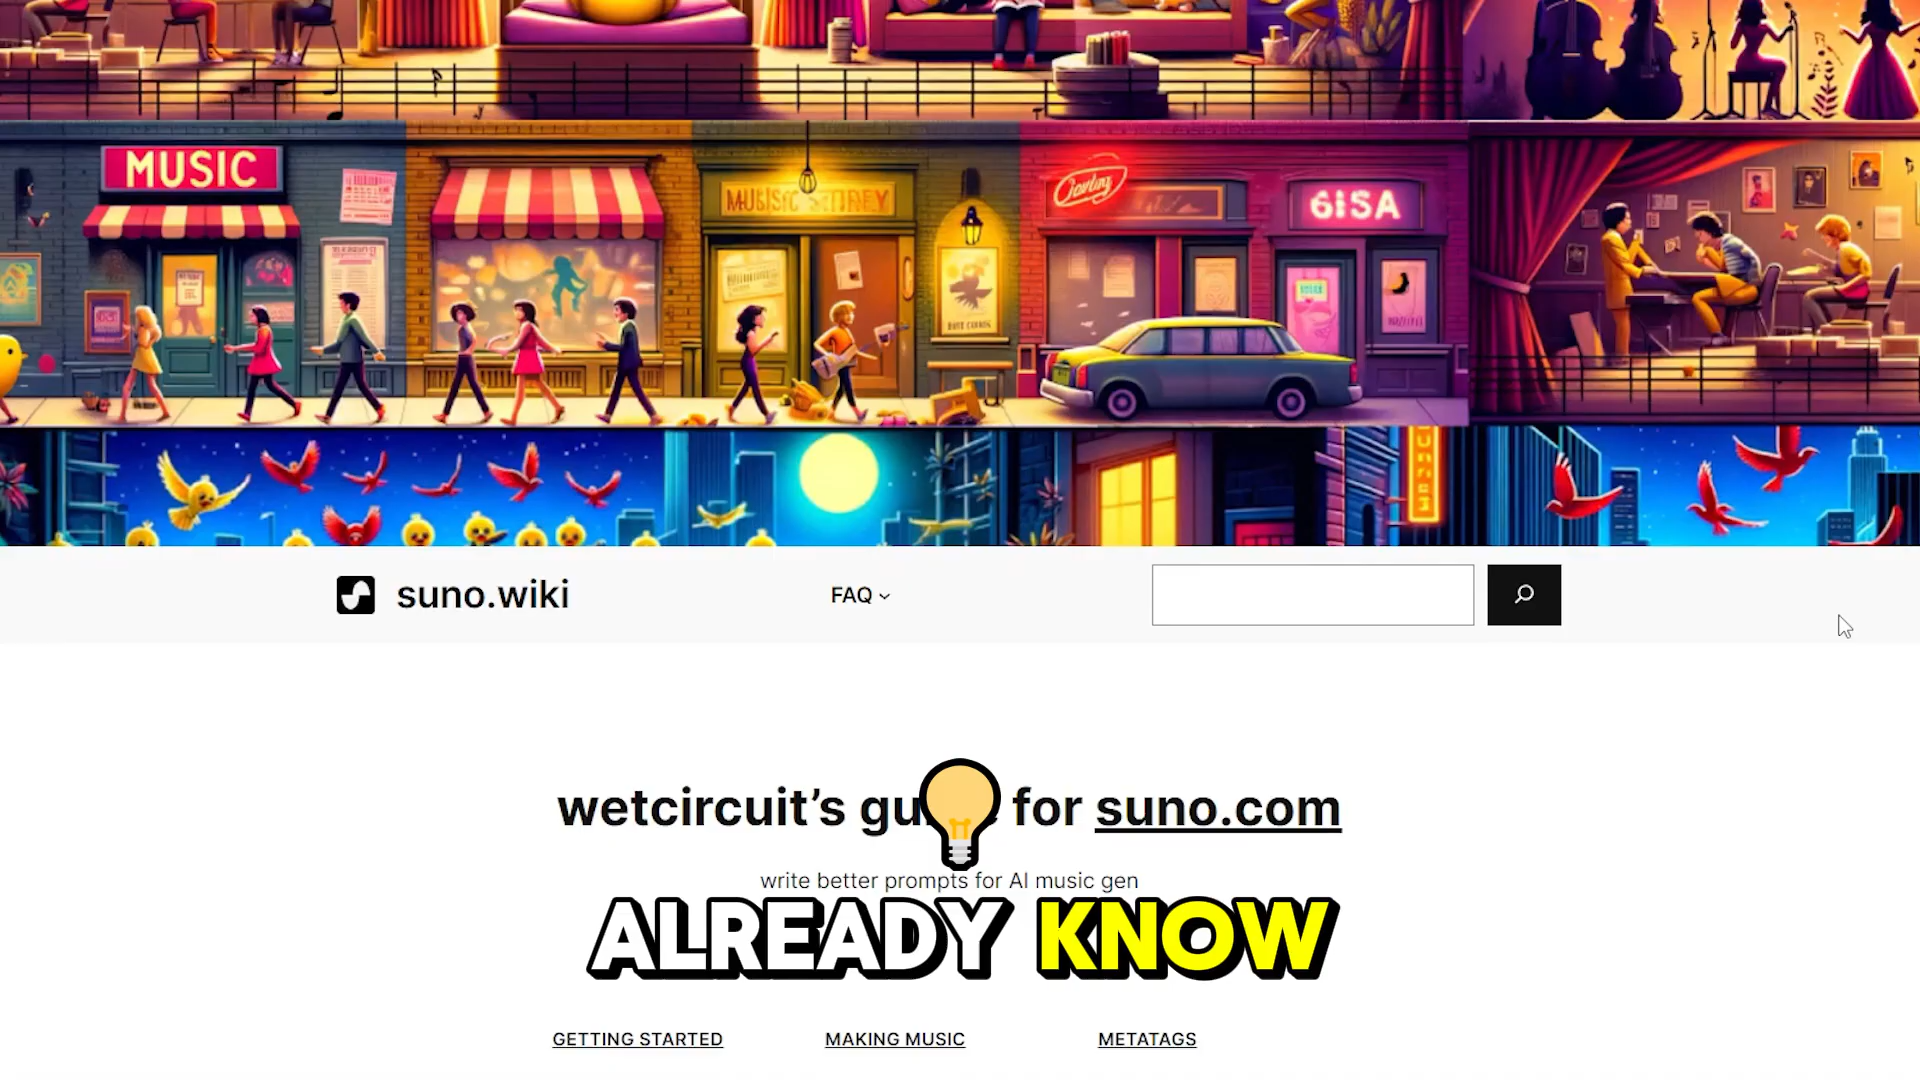 MUSIC
6ISA
suno.wiki
FAQ
wetcircuit’s for suno.com
write better prompts for AI music gen
ALREADY KNOW
GETTING STARTED
MAKING MUSIC
METATAGS